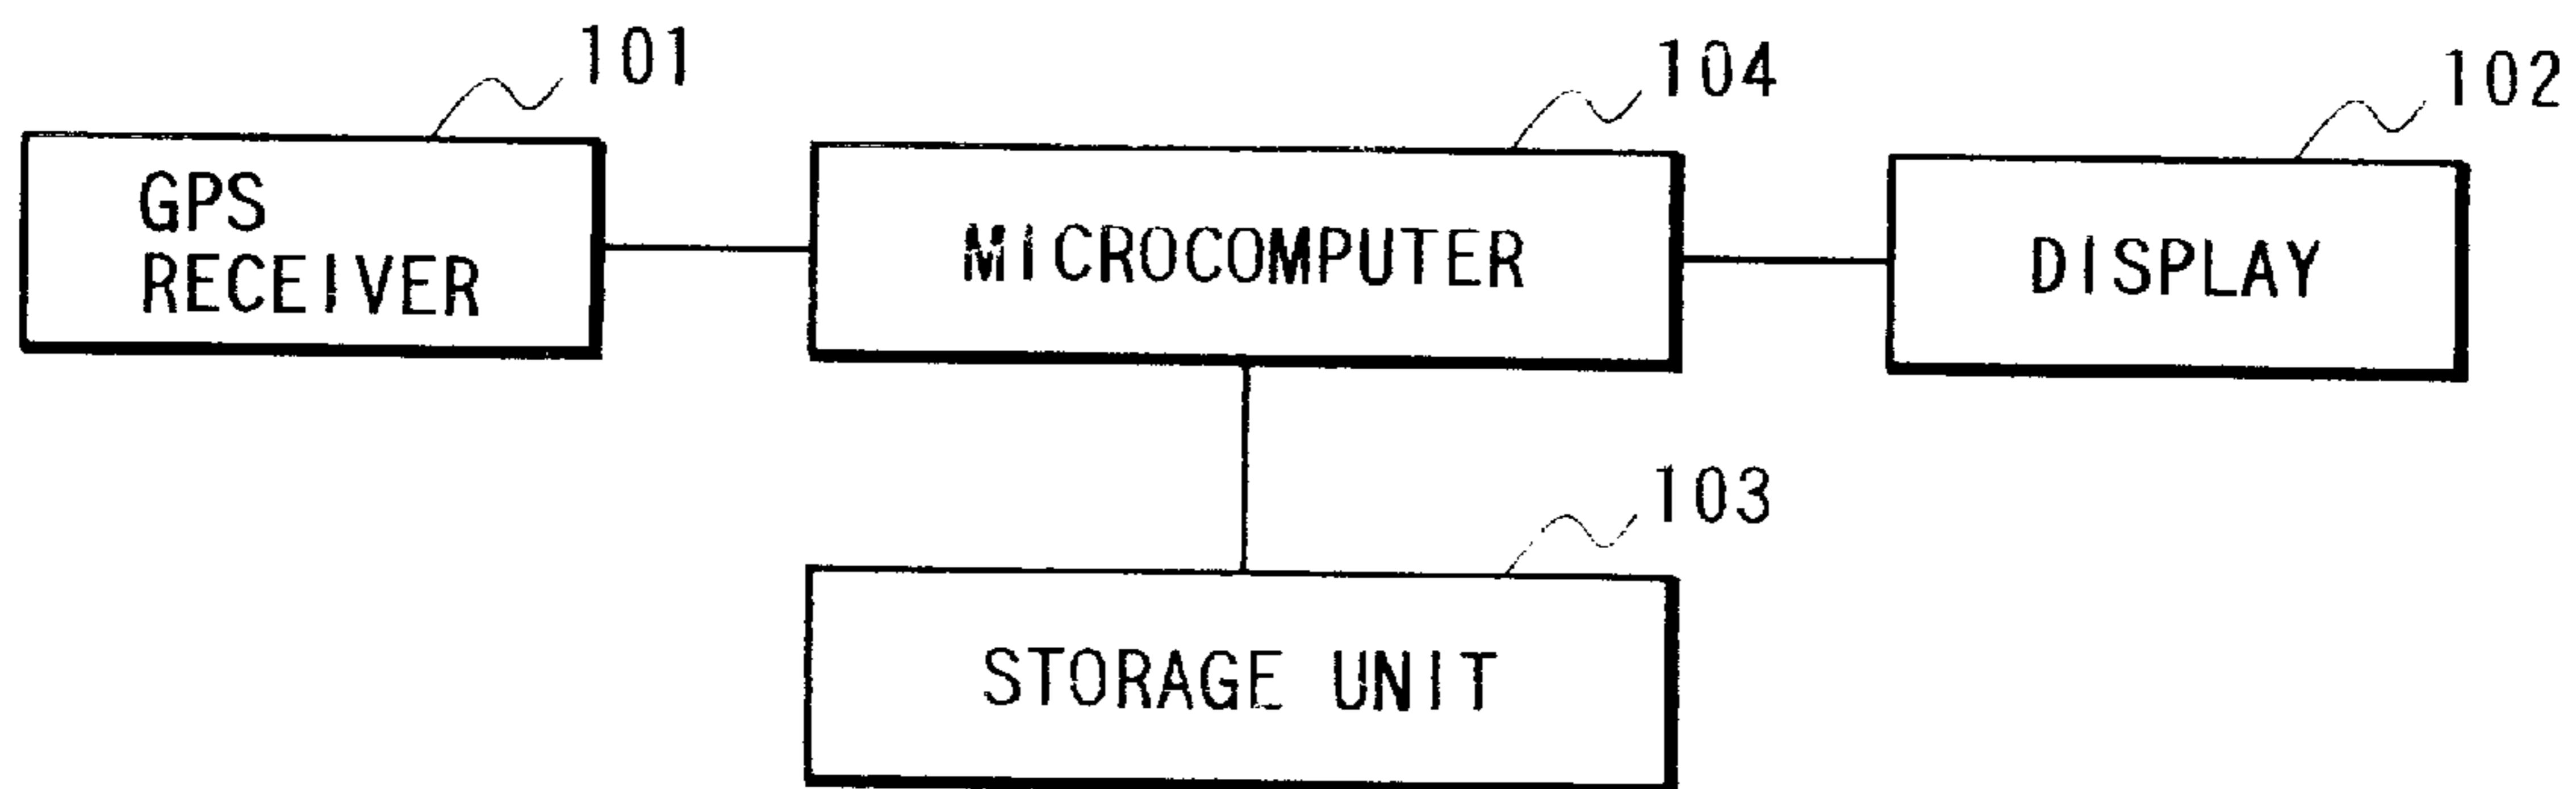 101
104
102
GPS
RECEIVER
MICROCOMPUTER
DISPLAY
103
STORAGE UNIT